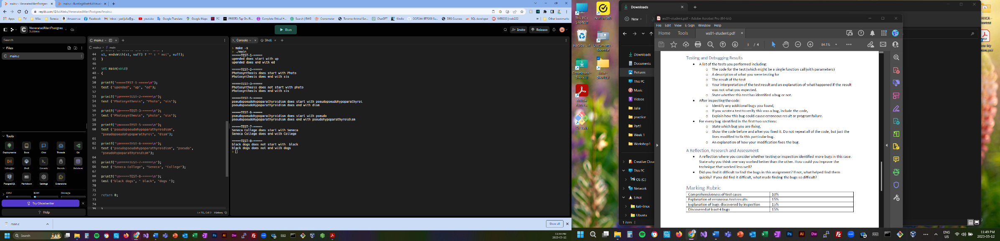 main.c - VeneratedAlertPostgres
main.c - BustlingWrathfulVirtual
replit.com/@JulAleks/VeneratedAlertPostgres#main.c
Apps
TV
Misc
Seneca
Amazon.ca
Facebook
Inbox - yael.julia@g...
youtube
Google Translate
Google Maps
PC
PRESTO: Tap On. Ri...
Complete Ethical H...
Search | EWG
Cronometer
Toronto Animal Ser...
ChatGPT
Kindle
OOP244-BTP200 Su...
DBS Courses
SQL developer
WEB222 | web222
Other bookmarks
VeneratedAlertPostgres
JulAleks
Run
Invite
Release
Search
Files
main.c
Tools
Deployments
Docs
Chat
Threads
Git
Debugger
Shell
Console
Secrets
Database
PostgreSQL
Markdown
Settings
Extensions
CPU
RAM
Storage
Try Ghostwriter
? Help
main.c
main.c > main
44 s1, endsWith(s1, suff) ? "" : " not", suff);
45 }
46
47 int main(void)
48 {
49
50 printf("=====TEST-1-=====\n");
51 test ("upended", "up", "ed");
52
53 printf("\n=====TEST-2-=====\n");
54 test ("Photosynthesis", "Photo", "sis");
55
56 printf("\n=====TEST-3-=====\n");
57 test ("Photosynthesis", "photo", "sis");
58
59 printf("\n=====TEST-5-=====\n");
60 test ("pseudopseudohypoparathyroidism",
"pseudopseudohypoparathyroi", "dism");
61
62 printf("\n=====TEST-6-=====\n");
63 test ("pseudopseudohypoparathyroidism", "pseudo",
"pseudohypoparathyroidism");
64
65 printf("\n=====TEST-7-=====\n");
66 test ("Seneca College", "Seneca", "College");
67
68 printf("\n=====TEST-8-=====\n");
69 test ("black dogs", " black", "dogs ");
70
71
72 return 0;
73
74
75 }
Ln 78, Col 2 History
Console
Shell
> make -s
> ./main
=====TEST-1-=====
upended does start with up
upended does end with ed
=====TEST-2-=====
Photosynthesis does start with Photo
Photosynthesis does end with sis
=====TEST-3-=====
Photosynthesis does not start with photo
Photosynthesis does end with sis
=====TEST-5-=====
pseudopseudohypoparathyroidism does start with pseudopseudohypoparathyroi
pseudopseudohypoparathyroidism does end with dism
=====TEST-6-=====
pseudopseudohypoparathyroidism does start with pseudo
pseudopseudohypoparathyroidism does end with pseudohypoparathyroidism
=====TEST-7-=====
Seneca College does start with Seneca
Seneca College does end with College
=====TEST-8-=====
black dogs does not start with  black
black dogs does not end with dogs
>
main.c
Show all
Search
11:49 PM
2023-05-12
This PC - Shortcut
Norton 360
Recycle Bin
Documents - Shortcut
Downloads - Shortcut
Julia - Shortcut
Adobe Acrobat
Git Bash
Downloads
New
Downloads
Documents
Pictures
This PC
Music
Videos
Julia
practice
Part1
Week 1
Workshop1
Creative Cloud
This PC
OS (C:)
Network
Linux
kali-linux
Ubuntu
1 item
ws01-student.pdf - Adobe Acrobat Pro (64-bit)
File Edit View E-Sign Window Help
Home Tools ws01-student.pdf
3 / 4
84.1%
Testing and Debugging Results
• A list of the tests you performed including:
o The code for the test (which might be a single function call with parameters)
o A description of what you were testing for
o The result of the test
o Your interpretation of the test result and an explanation of what happened if the result
was not what you expected.
o State whether this test has identified a bug or not.
• After inspecting the code:
o Identify any additional bugs you found,
o If you wrote a test to verify this was a bug, include the code,
o Explain how this bug could cause erroneous result or program failure.
• For every bug identified in the first two sections:
o State which bug you are fixing,
o Show the code before and after you fixed it. Do not repeat all of the code, but just the
lines modified to fix this particular bug.
o An explanation of how your modification fixes the bug.
A Reflection, Research and Assessment
• A reflection where you consider whether testing or inspection identified more bugs in this case.
State why you think one way worked better than the other. How could you improve the
technique that worked less well?
• Did you find it difficult to find the bugs in this assignment? If not, what helped find them
quickly? If you did find it difficult, what made finding the bugs so difficult?
Marking Rubric
Comprehensiveness of test cases 10%
Explanation of erroneous test results 15%
Explanation of bugs discovered by inspection 15%
Discovered at least 4 bugs 15%
ENG
US
11:49 PM
2023-05-12